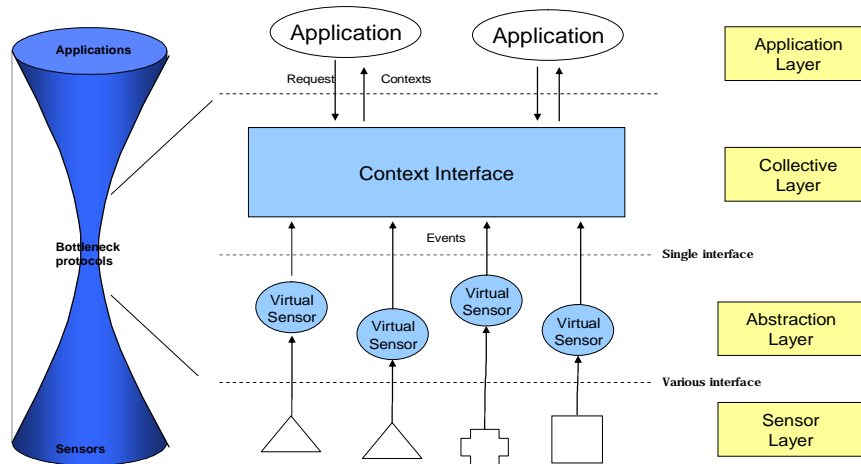 Applications
Bottleneck
protocols
Sensors
Application
Application
Request
Contexts
Context Interface
Events
Single interface
Virtual
Sensor
Virtual
Sensor
Virtual
Sensor
Virtual
Sensor
Various interface
Application
Layer
Collective
Layer
Abstraction
Layer
Sensor
Layer